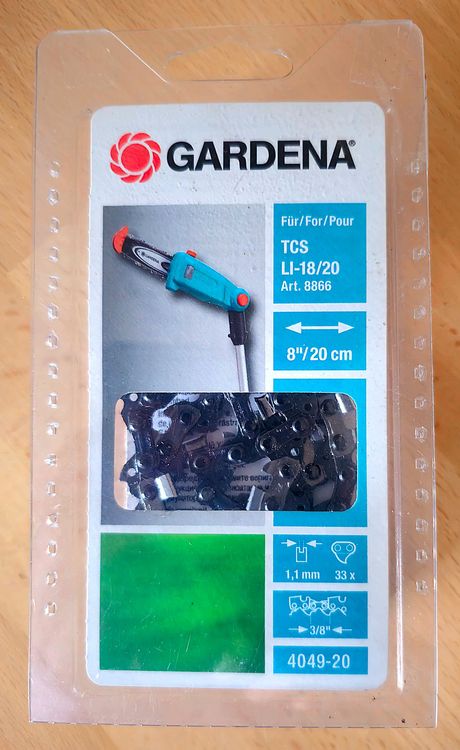 GARDENA®
Für/For/Pour
TCS
LI-18/20
Art. 8866
8"/20 cm
1,1 mm
33 x
3/8"
4049-20